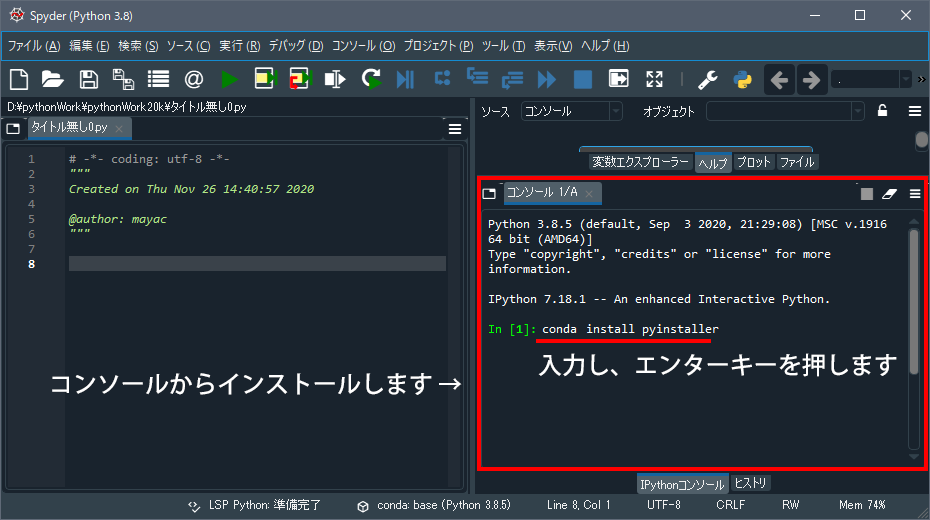 Spyder (Python 3.8)
ファイル (A) 編集 (E) 検索 (S) ソース (C) 実行 (R) デバッグ (D) コンソール (O) プロジェクト (P) ツール (T) 表示(V) ヘルプ (H)
D:¥pythonWork¥pythonWork20k¥タイトル無し0.py
タイトル無し0.py
1 # -*- coding: utf-8 -*-
2 """
3 Created on Thu Nov 26 14:40:57 2020
4
5 @author: mayac
6 """
7
8
コンソールからインストールします →
ソース コンソール オブジェクト
変数エクスプローラー ヘルプ プロット ファイル
コンソール 1/A
Python 3.8.5 (default, Sep  3 2020, 21:29:08) [MSC v.1916
64 bit (AMD64)]
Type "copyright", "credits" or "license" for more
information.
IPython 7.18.1 -- An enhanced Interactive Python.
In [1]: conda install pyinstaller
入力し、エンターキーを押します
IPythonコンソール ヒストリ
LSP Python: 準備完了 conda: base (Python 3.8.5) Line 8, Col 1 UTF-8 CRLF RW Mem 74%